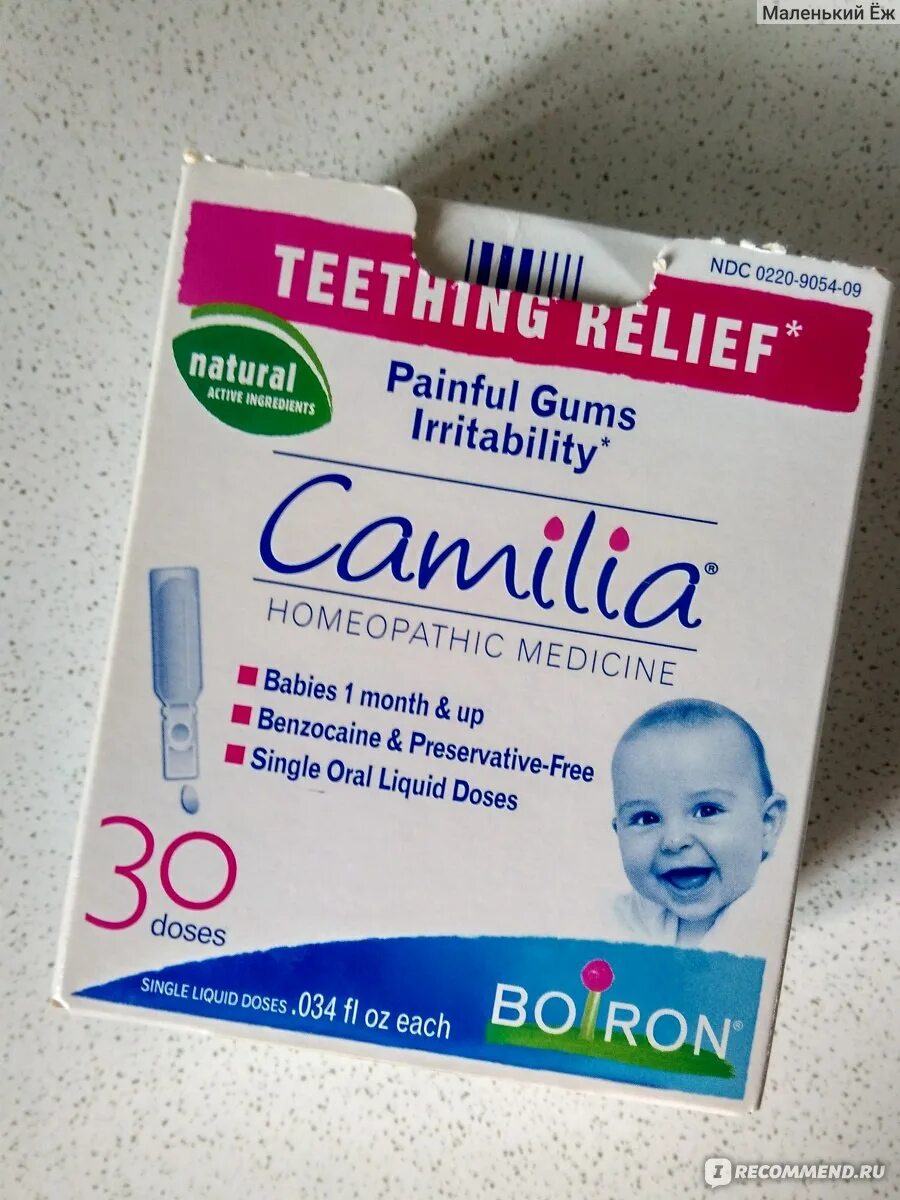 Маленький Ёж
NDC 0220-9054-09
TEETHING RELIEF*
natural
ACTIVE INGREDIENTS
Painful Gums
Irritability*
Camilia®
HOMEOPATHIC MEDICINE
Babies 1 month & up
Benzocaine & Preservative-Free
Single Oral Liquid Doses
30
doses
SINGLE LIQUID DOSES .034 fl oz each
BOIRON®
IRECOMMEND.RU